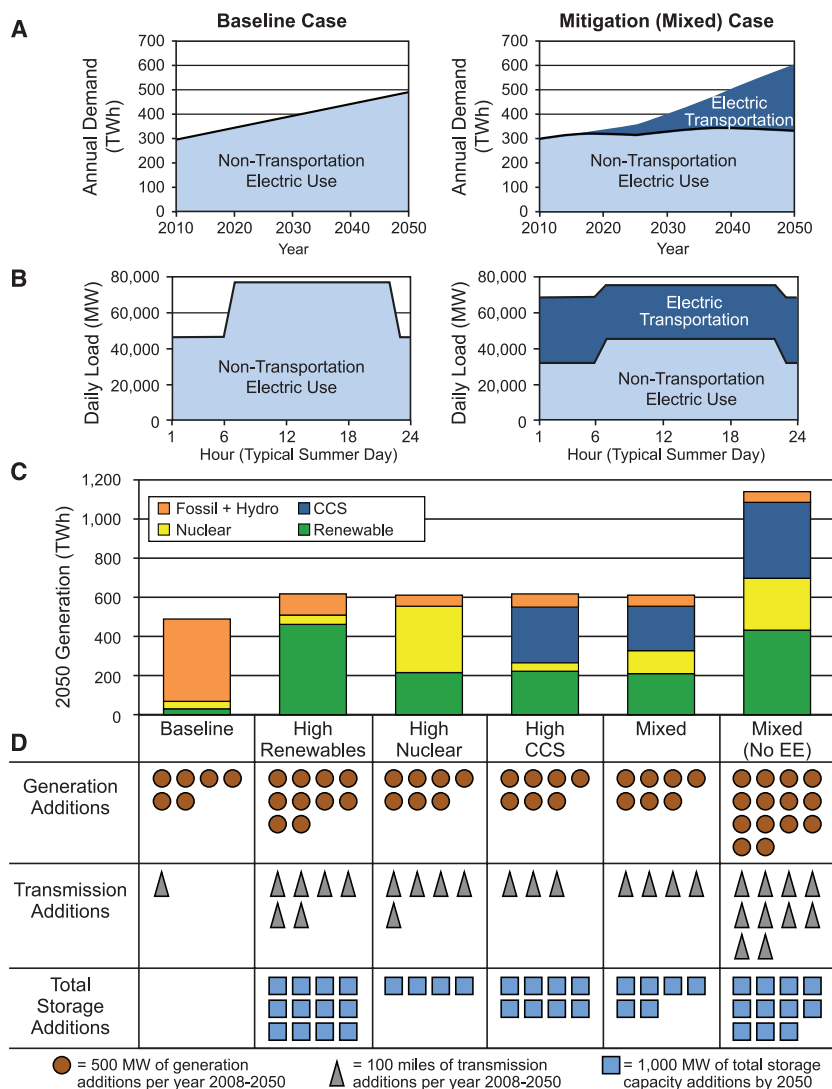 A
Baseline Case
Mitigation (Mixed) Case
Annual Demand
(TWh)
700
600
500
400
300
200
100
0
Non-Transportation
Electric Use
2010 2020 2030 2040 2050
Year
Annual Demand
(TWh)
700
600
500
400
300
200
100
0
Electric
Transportation
Non-Transportation
Electric Use
2010 2020 2030 2040 2050
Year
B
Daily Load (MW)
80,000
60,000
40,000
20,000
0
Non-Transportation
Electric Use
1 6 12 18 24
Hour (Typical Summer Day)
Daily Load (MW)
80,000
60,000
40,000
20,000
0
Electric
Transportation
Non-Transportation
Electric Use
1 6 12 18 24
Hour (Typical Summer Day)
C
2050 Generation (TWh)
1,200
1,000
800
600
400
200
0
Fossil + Hydro CCS
Nuclear Renewable
Baseline
High
Renewables
High
Nuclear
High
CCS
Mixed
Mixed
(No EE)
D
Generation
Additions
Transmission
Additions
Total
Storage
Additions
= 500 MW of generation
additions per year 2008-2050
= 100 miles of transmission
additions per year 2008-2050
= 1,000 MW of total storage
capacity additions by 2050